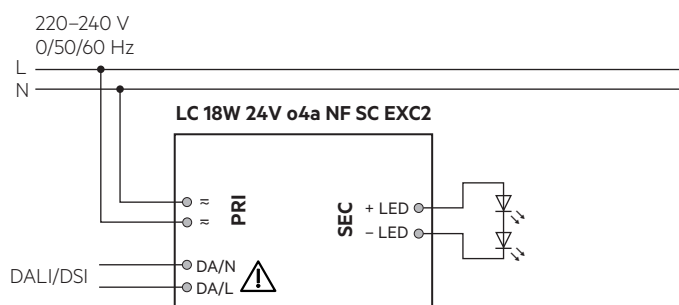 220–240 V
0/50/60 Hz
L
N
LC 18W 24V o4a NF SC EXC2
≂
≂
PRI
SEC
+ LED
– LED
DALI/DSI
DA/N
DA/L